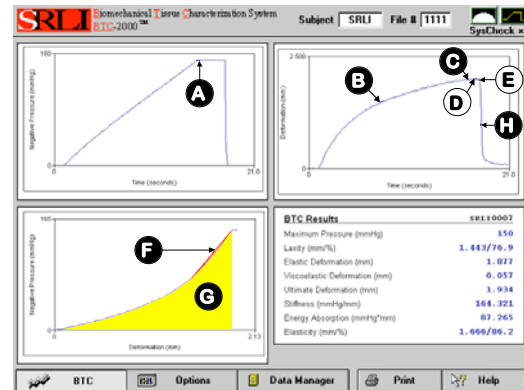 SRLI Biomechanical Tissue Characterization System
BTC-2000™
Subject SRLI File # 1111
SysCheck ×
160
Negative Pressure (mmHg)
A
0
0
Time (seconds)
21.0
2.500
Deformation (mm)
B
C
D
E
H
0
0
Time (seconds)
21.0
165
Negative Pressure (mmHg)
F
G
0
0
Deformation (mm)
2.13
BTC Results SRLI0007
Maximum Pressure (mmHg) 150
Laxity (mm/%) 1.443/76.9
Elastic Deformation (mm) 1.877
Viscoelastic Deformation (mm) 0.057
Ultimate Deformation (mm) 1.934
Stiffness (mmHg/mm) 164.321
Energy Absorption (mmHg*mm) 87.265
Elasticity (mm/%) 1.666/86.2
BTC
Options
Data Manager
Print
Help